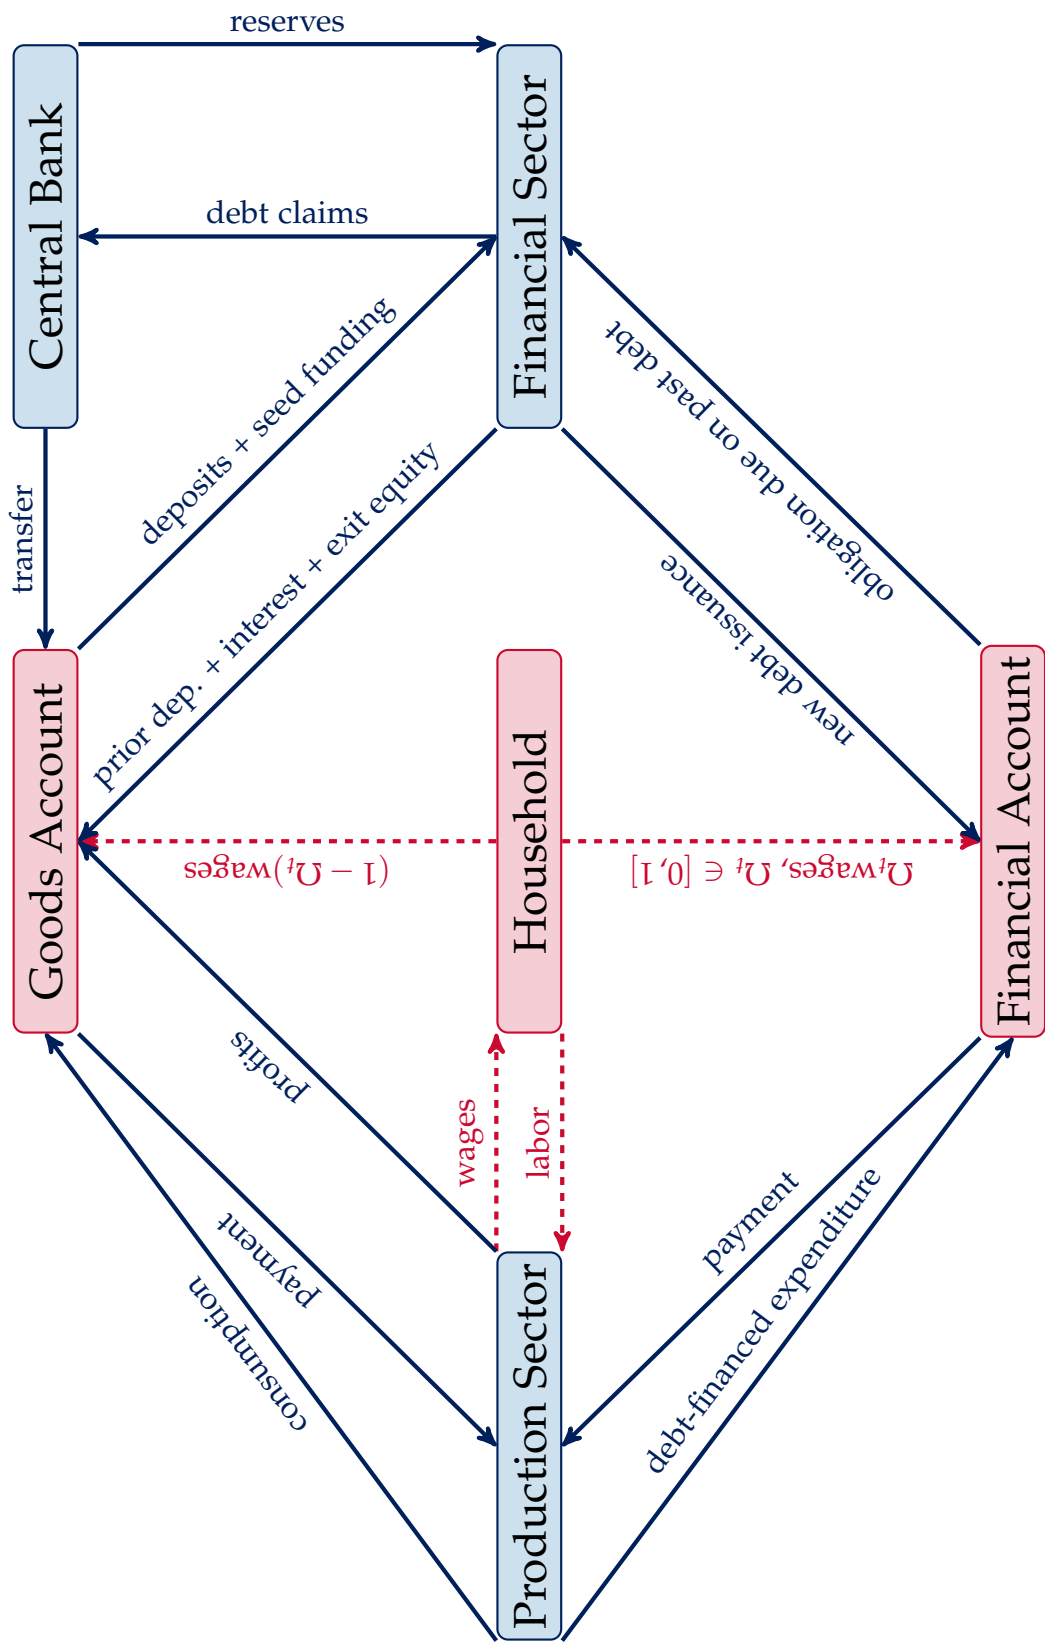 reserves
Central Bank
Financial Sector
debt claims
transfer
deposits + seed funding
prior dep. + interest + exit equity
obligation due on past debt
new debt issuance
Goods Account
Household
Financial Account
(1 − Ωₜ)wages
Ωₜwages, Ωₜ ∈ [0,1]
profits
wages
labor
payment
consumption
payment
debt-financed expenditure
Production Sector